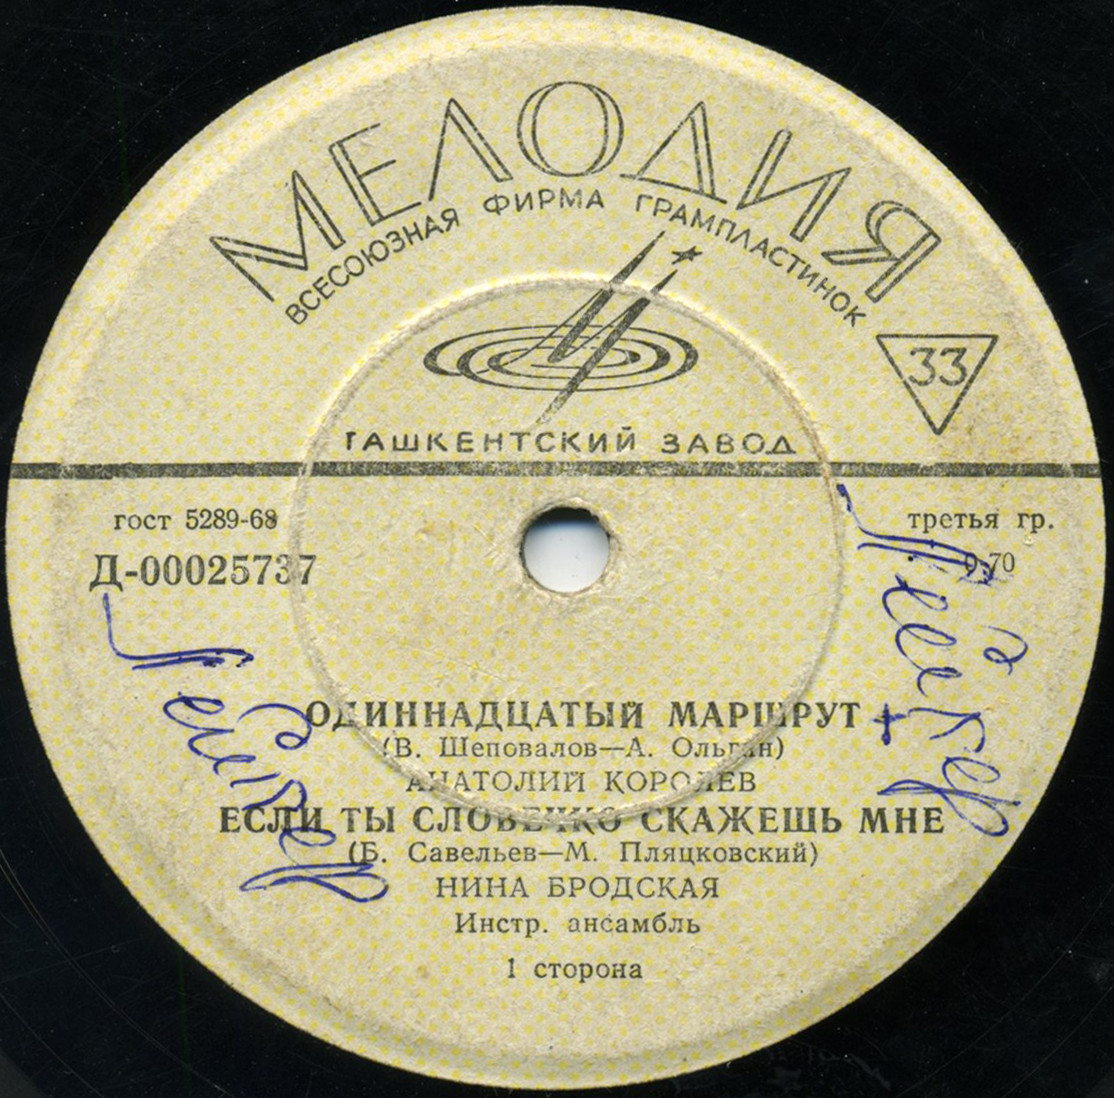 МЕЛОДИЯ
ВСЕСОЮЗНАЯ ФИРМА ГРАМПЛАСТИНОК
33
ТАШКЕНТСКИЙ ЗАВОД
гост 5289-68
третья гр.
Д-00025737
0-70
ОДИННАДЦАТЫЙ МАРШРУТ +
(В. Шеповалов—А. Ольгин)
АНАТОЛИЙ КОРОЛЕВ
ЕСЛИ ТЫ СЛОВЕЧКО СКАЖЕШЬ МНЕ
(Б. Савельев—М. Пляцковский)
НИНА БРОДСКАЯ
Инстр. ансамбль
1 сторона